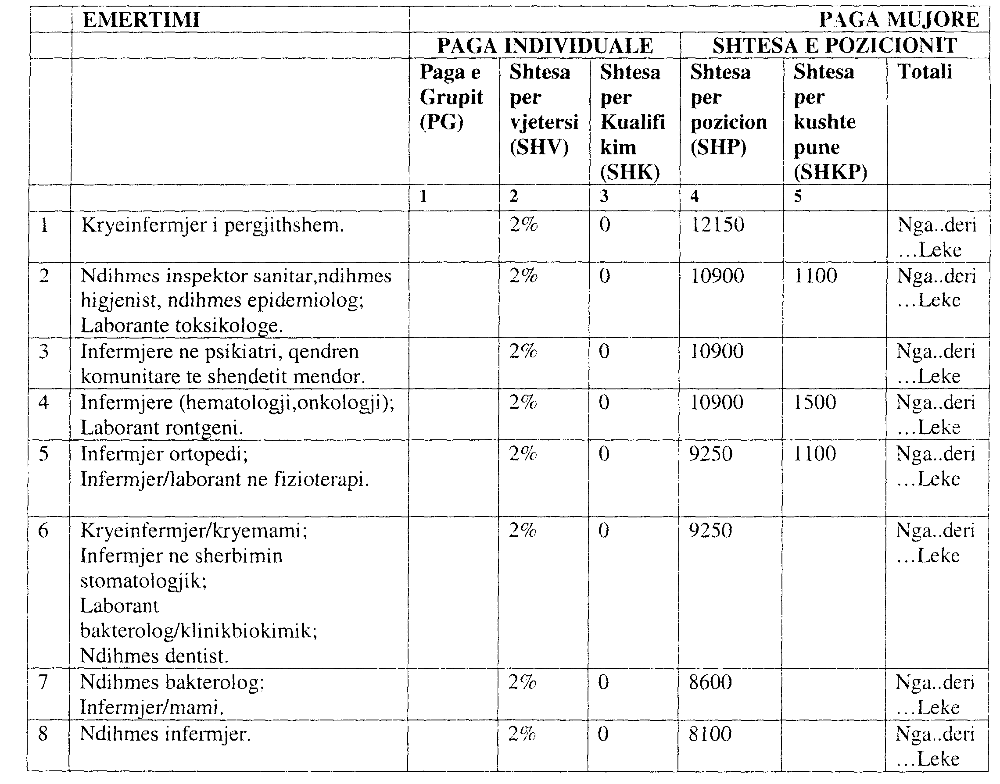 EMERTIMI PAGA MUJORE
PAGA INDIVIDUALE SHTESA E POZICIONIT
Paga e Shtesa Shtesa Shtesa Shtesa Totali
Grupit per per per per
(PG) vjetersi Kualifi pozicion kushte
(SHV) kim (SHP) pune
(SHK) (SHKP)
1 2 3 4 5
1 Kryeinfermjer i pergjithshem. 2% 0 12150 Nga..deri
...Leke
2 Ndihmes inspektor sanitar,ndihmes 2% 0 10900 1100 Nga..deri
higjenist, ndihmes epidemiolog; ...Leke
Laborante toksikologe.
3 Infermjere ne psikiatri, qendren 2% 0 10900 Nga..deri
komunitare te shendetit mendor. ...Leke
4 Infermjere (hematologji,onkologji); 2% 0 10900 1500 Nga..deri
Laborant rontgeni. ...Leke
5 Infermjer ortopedi; 2% 0 9250 1100 Nga..deri
Infermjer/laborant ne fizioterapi. ...Leke
6 Kryeinfermjer/kryemami; 2% 0 9250 Nga..deri
Infermjer ne sherbimin ...Leke
stomatologjik;
Laborant
bakterolog/klinikbiokimik;
Ndihmes dentist.
7 Ndihmes bakterolog; 2% 0 8600 Nga..deri
Infermjer/mami. ...Leke
8 Ndihmes infermjer. 2% 0 8100 Nga..deri
...Leke